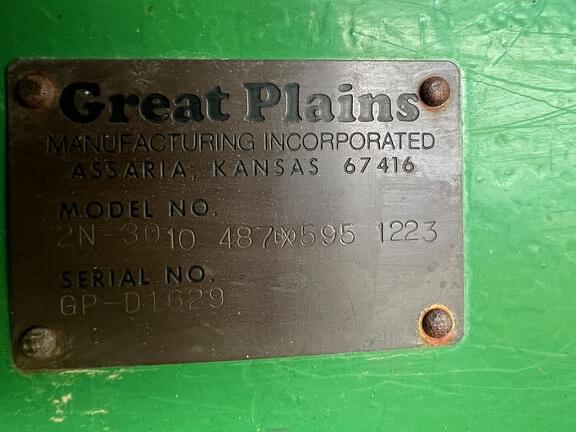 Great Plains
MANUFACTURING INCORPORATED
ASSARIA, KANSAS 67416
MODEL NO.
2N-3010 487 595 1223
SERIAL NO.
GP-D1629